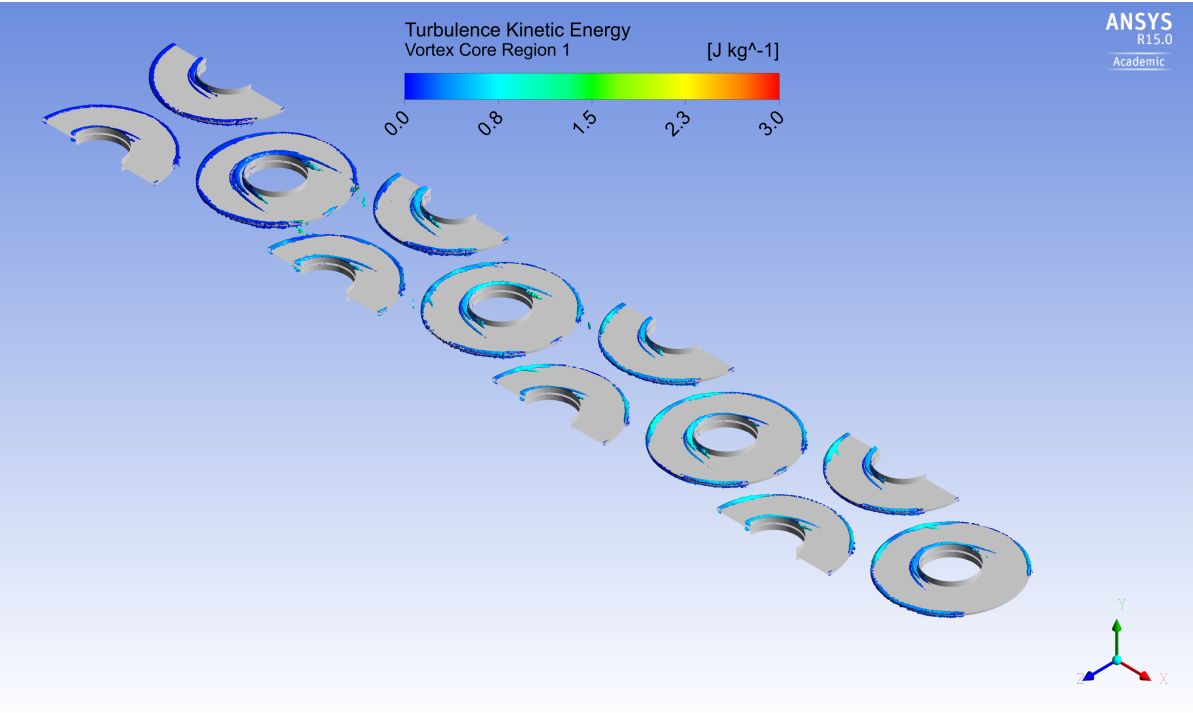 Turbulence Kinetic Energy
Vortex Core Region 1
[J kg^-1]
0.0
0.8
1.5
2.3
3.0
ANSYS
R15.0
Academic
Y
Z
X